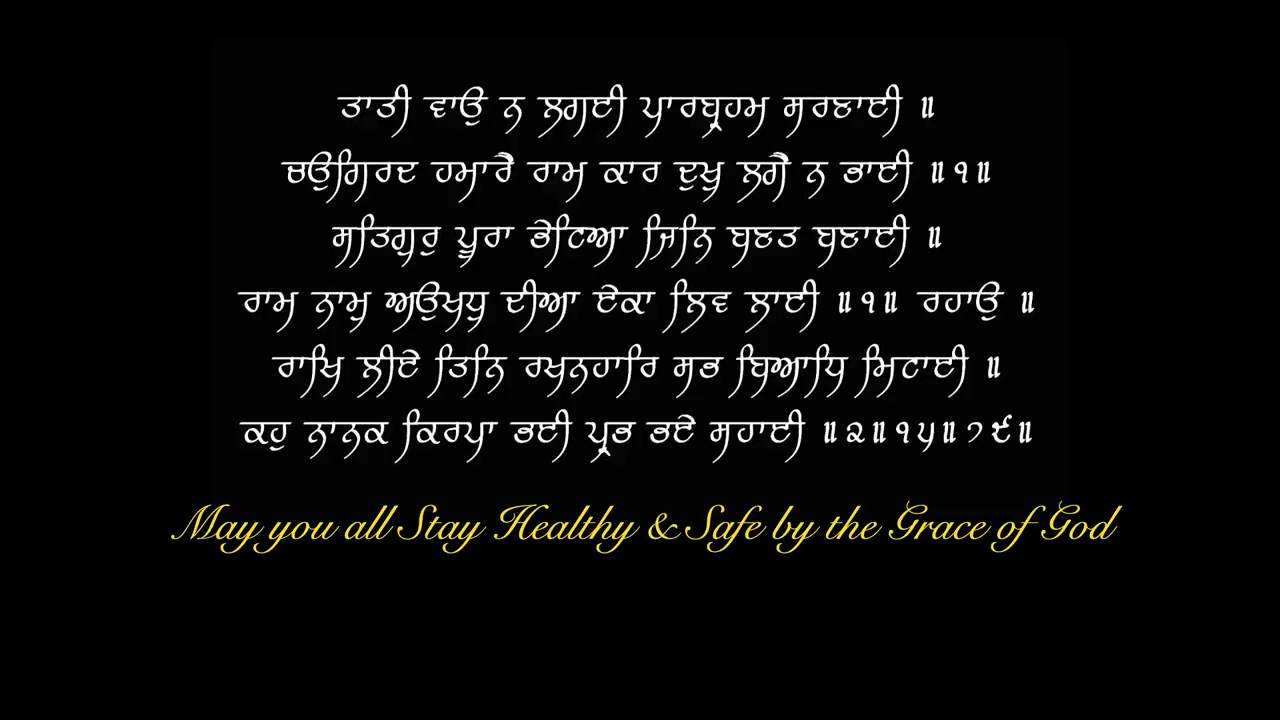 ਤਾਤੀ ਵਾਉ ਨ ਲਗਈ ਪਾਰਬ੍ਰਹਮ ਸਰਣਾਈ ॥
ਚਉਗਿਰਦ ਹਮਾਰੈ ਰਾਮ ਕਾਰ ਦੁਖੁ ਲਗੈ ਨ ਭਾਈ ॥੧॥
ਸਤਿਗੁਰੁ ਪੂਰਾ ਭੇਟਿਆ ਜਿਨਿ ਬਣਤ ਬਣਾਈ ॥
ਰਾਮ ਨਾਮੁ ਅਉਖਧੁ ਦੀਆ ਏਕਾ ਲਿਵ ਲਾਈ ॥੧॥ ਰਹਾਉ ॥
ਰਾਖਿ ਲੀਏ ਤਿਨਿ ਰਖਨਹਾਰਿ ਸਭ ਬਿਆਧਿ ਮਿਟਾਈ ॥
ਕਹੁ ਨਾਨਕ ਕਿਰਪਾ ਭਈ ਪ੍ਰਭ ਭਏ ਸਹਾਈ ॥੨॥੧੫॥੭੯॥
May you all Stay Healthy & Safe by the Grace of God